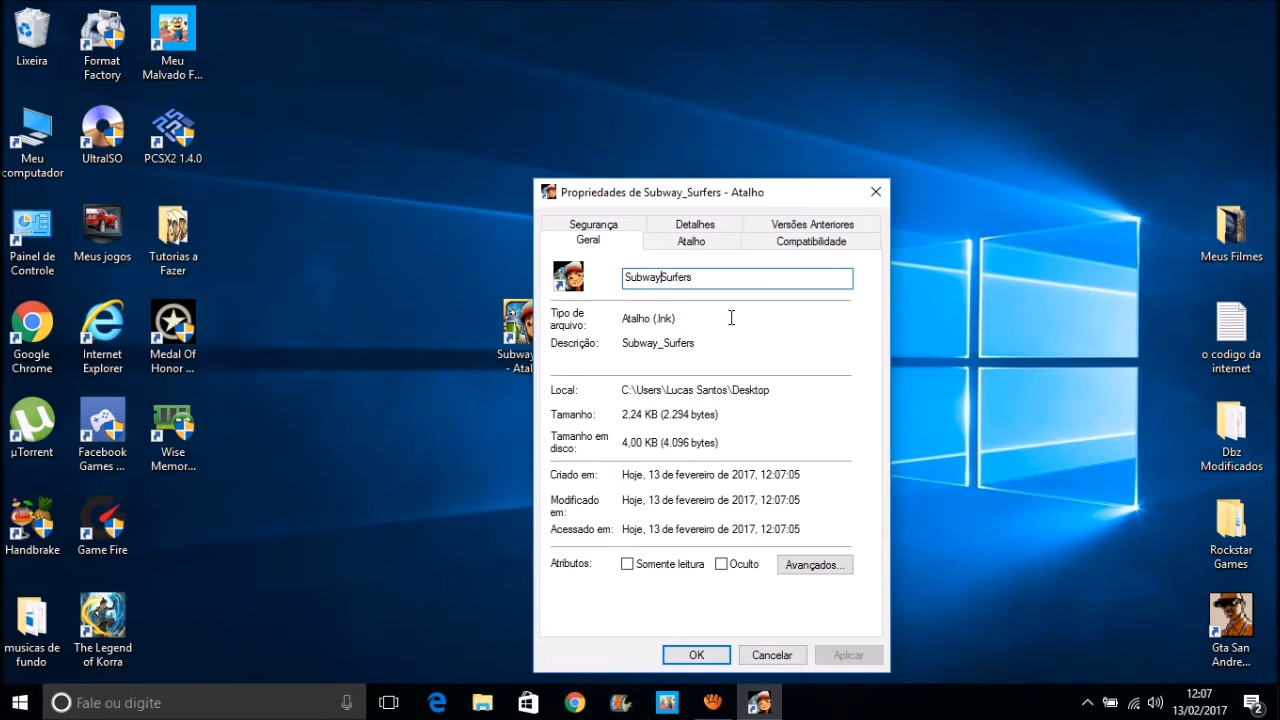 Lixeira
Format
Factory
Meu
Malvado F...
Meu
computador
UltraISO
PCSX2 1.4.0
Painel de
Controle
Meus jogos
Tutorias a
Fazer
Google
Chrome
Internet
Explorer
Medal Of
Honor ...
µTorrent
Facebook
Games ...
Wise
Memor...
Handbrake
Game Fire
musicas de
fundo
The Legend
of Korra
Subway
- Atal
Propriedades de Subway_Surfers - Atalho
Segurança
Detalhes
Versões Anteriores
Geral
Atalho
Compatibilidade
SubwaySurfers
Tipo de
arquivo:
Atalho (.lnk)
Descrição:
Subway_Surfers
Local:
C:\Users\Lucas Santos\Desktop
Tamanho:
2,24 KB (2.294 bytes)
Tamanho em
disco:
4,00 KB (4.096 bytes)
Criado em:
Hoje, 13 de fevereiro de 2017, 12:07:05
Modificado
em:
Hoje, 13 de fevereiro de 2017, 12:07:05
Acessado em:
Hoje, 13 de fevereiro de 2017, 12:07:05
Atributos:
Somente leitura
Oculto
Avançados...
OK
Cancelar
Aplicar
Meus Filmes
o codigo da
internet
Dbz
Modificados
Rockstar
Games
Gta San
Andre...
Fale ou digite
12:07
13/02/2017
2